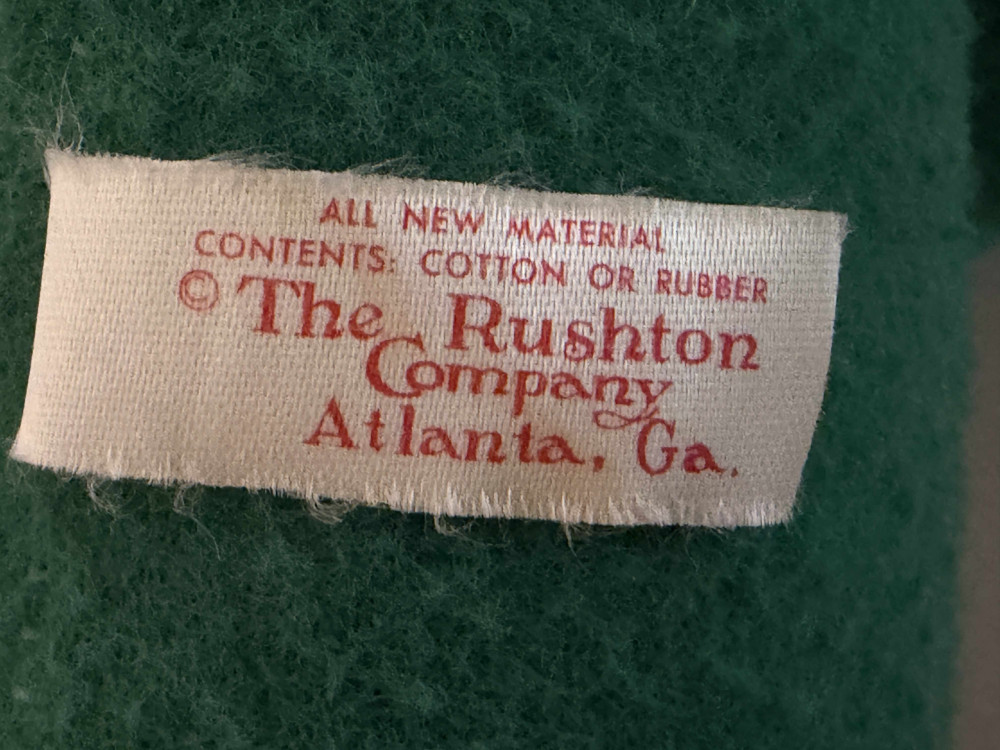 ALL NEW MATERIAL
CONTENTS: COTTON OR RUBBER
© The Rushton
Company
Atlanta, Ga.